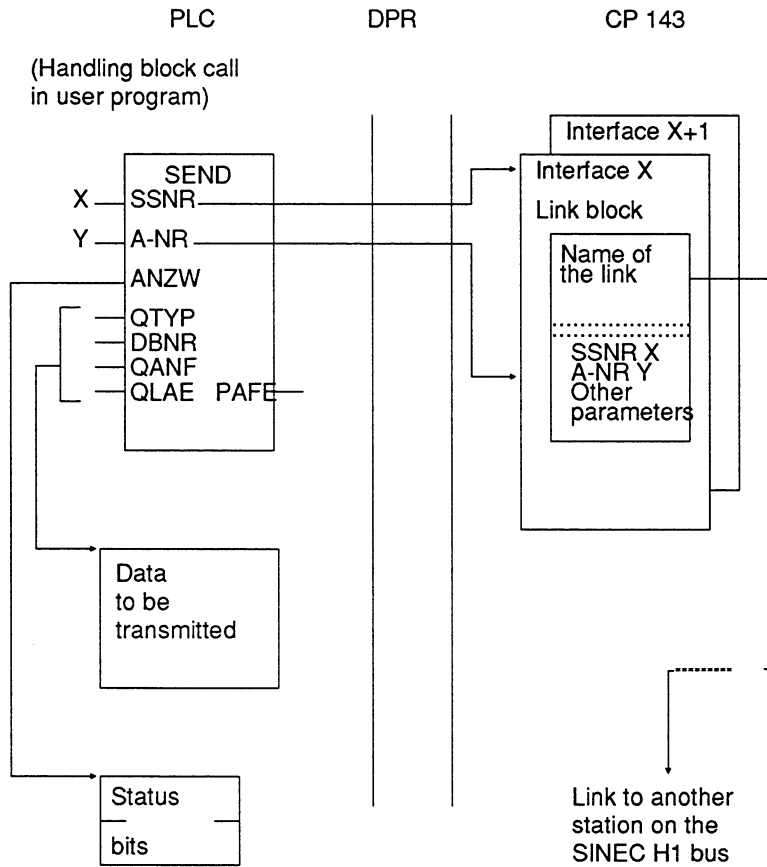 PLC DPR CP 143
(Handling block call
in user program)
Interface X+1
SEND
X SSNR
Y A-NR
ANZW
QTYP
DBNR
QANF
QLAE PAFE
Interface X
Link block
Name of
the link
SSNR X
A-NR Y
Other
parameters
Data
to be
transmitted
Status
bits
Link to another
station on the
SINEC H1 bus